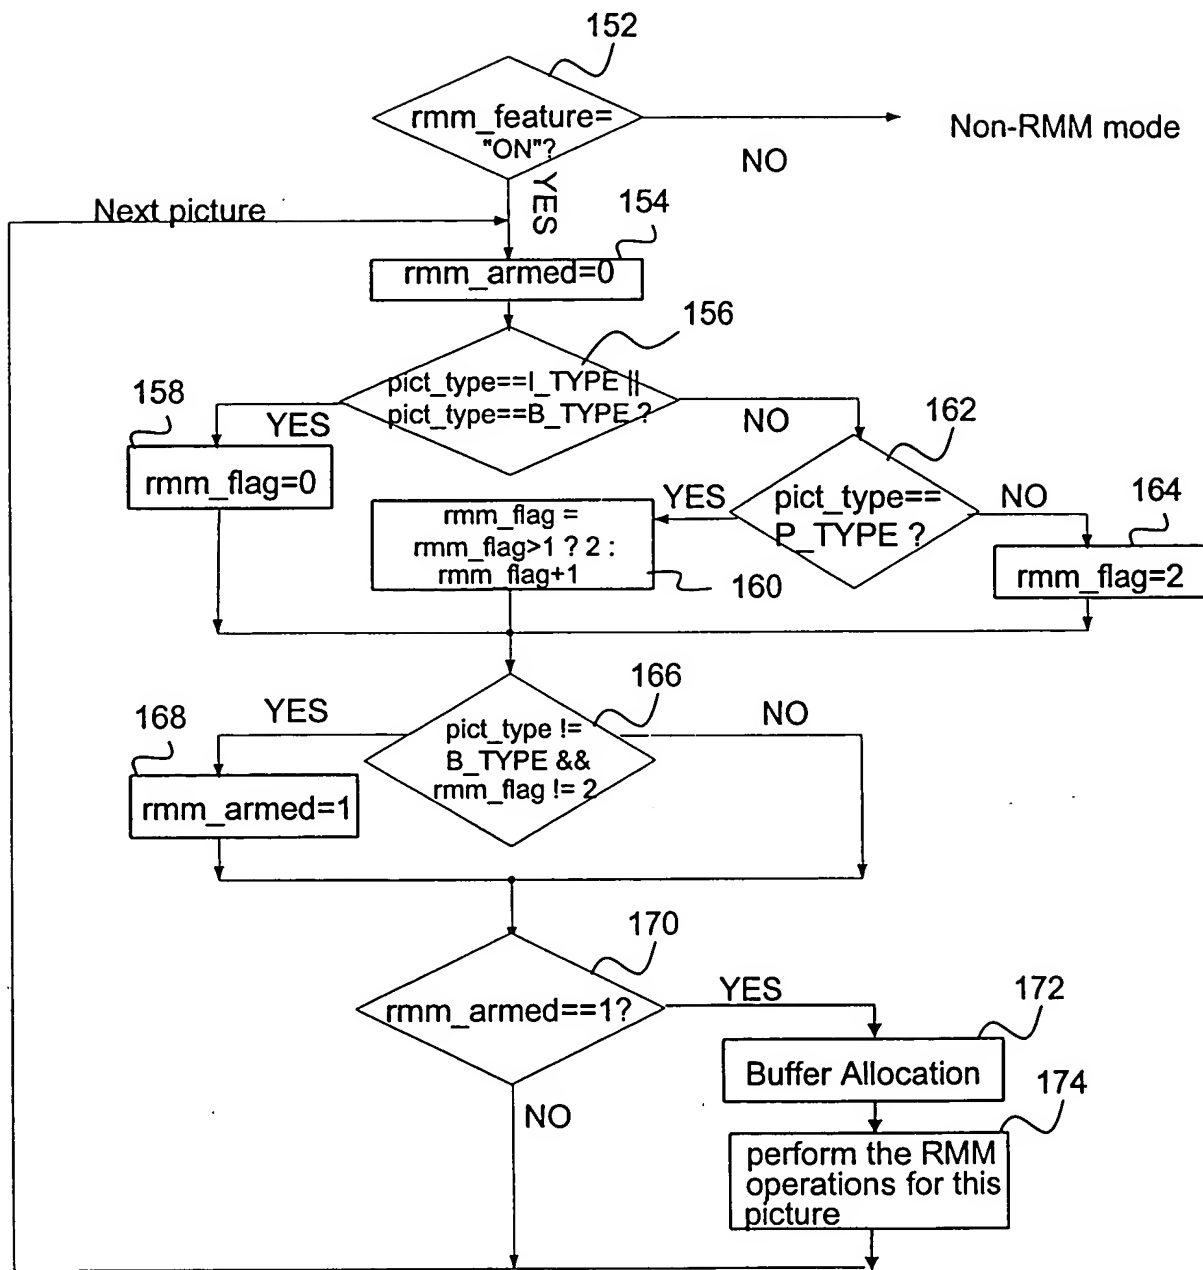 152
rmm_feature=
"ON"?
Non-RMM mode
NO
YES
Next picture
154
rmm_armed=0
156
pict_type==I_TYPE ||
pict_type==B_TYPE ?
158
YES
NO
162
rmm_flag=0
pict_type==
P_TYPE ?
YES
NO
164
rmm_flag =
rmm_flag>1 ? 2 :
rmm_flag+1
160
rmm_flag=2
166
YES
NO
168
pict_type !=
B_TYPE &&
rmm_flag != 2
rmm_armed=1
170
rmm_armed==1?
YES
172
Buffer Allocation
174
NO
perform the RMM
operations for this
picture